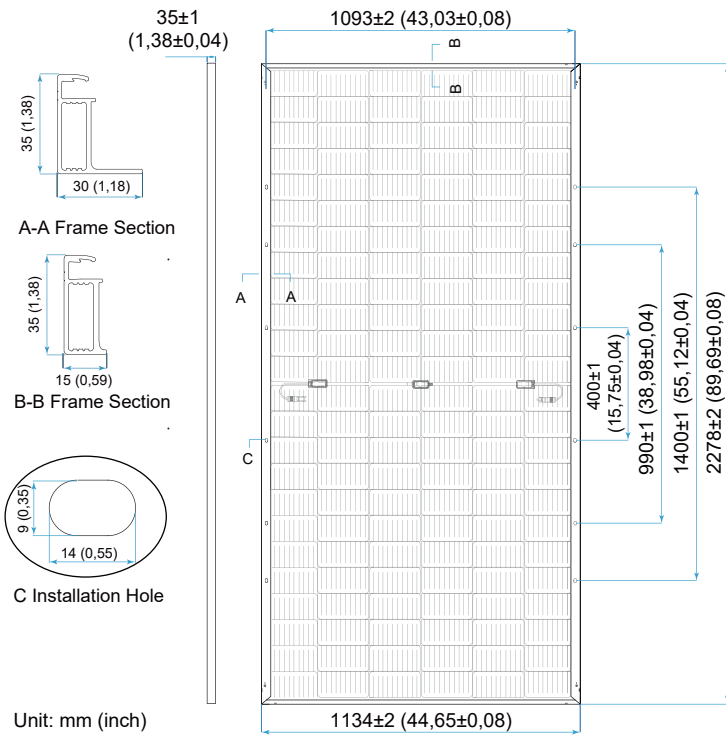 35±1
(1,38±0,04)
1093±2 (43,03±0,08)
B
B
35 (1,38)
30 (1,18)
A-A Frame Section
35 (1,38)
15 (0,59)
B-B Frame Section
A
A
C
9 (0,35)
14 (0,55)
C Installation Hole
400±1
(15,75±0,04)
990±1 (38,98±0,04)
1400±1 (55,12±0,04)
2278±2 (89,69±0,08)
Unit: mm (inch)
1134±2 (44,65±0,08)